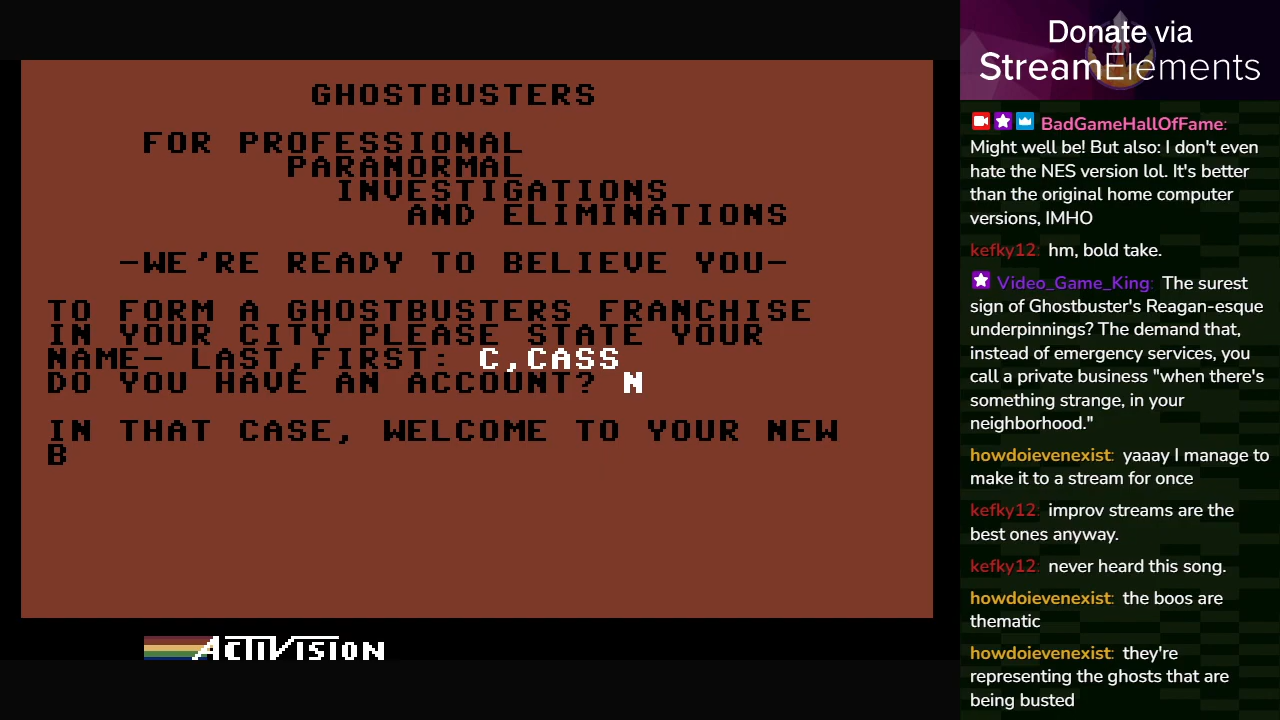 GHOSTBUSTERS
FOR PROFESSIONAL
PARANORMAL
INVESTIGATIONS
AND ELIMINATIONS
-WE'RE READY TO BELIEVE YOU-
TO FORM A GHOSTBUSTERS FRANCHISE
IN YOUR CITY PLEASE STATE YOUR
NAME- LAST,FIRST: C,CASS
DO YOU HAVE AN ACCOUNT? N
IN THAT CASE, WELCOME TO YOUR NEW
B
ACTIVISION
Donate via
StreamElements
BadGameHallOfFame:
Might well be! But also: I don't even
hate the NES version lol. It's better
than the original home computer
versions, IMHO
kefky12: hm, bold take.
Video_Game_King: The surest
sign of Ghostbuster's Reagan-esque
underpinnings? The demand that,
instead of emergency services, you
call a private business "when there's
something strange, in your
neighborhood."
howdoievenexist: yaaay I manage to
make it to a stream for once
kefky12: improv streams are the
best ones anyway.
kefky12: never heard this song.
howdoievenexist: the boos are
thematic
howdoievenexist: they're
representing the ghosts that are
being busted